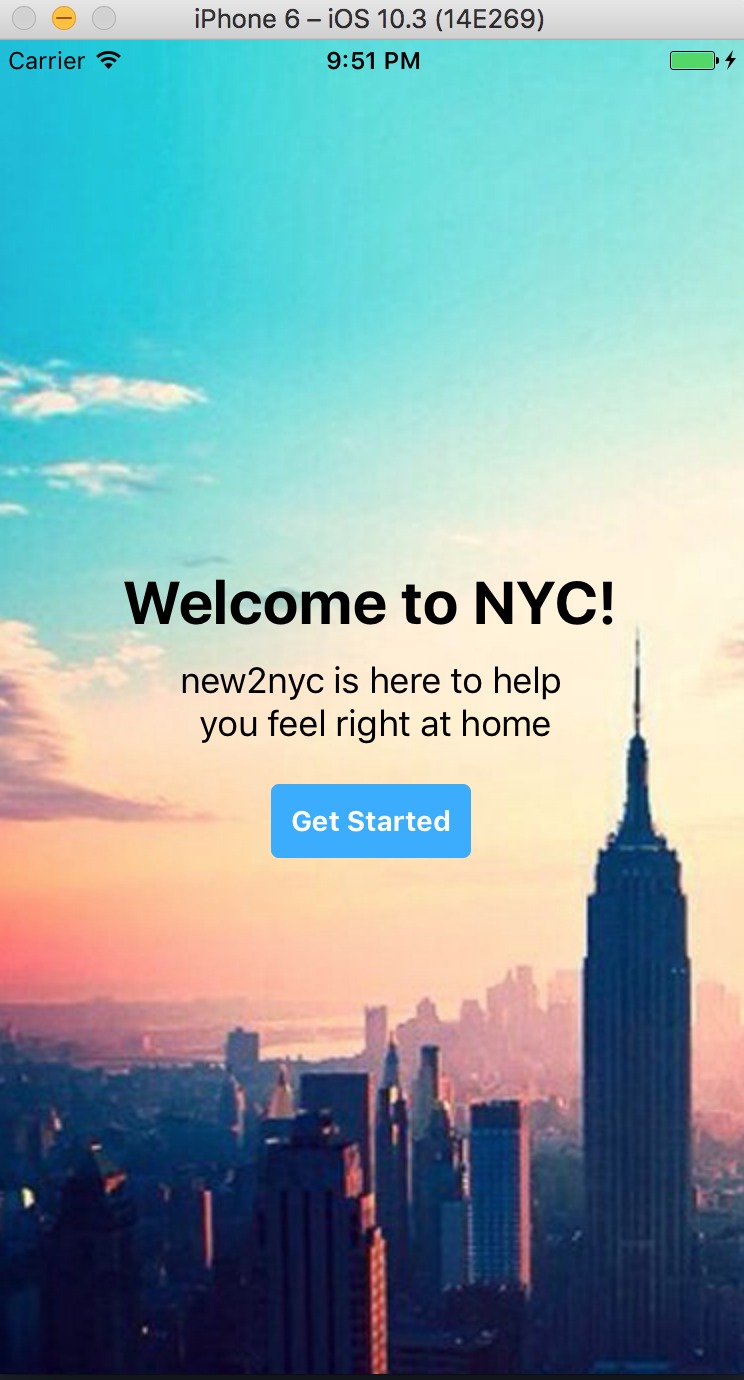 iPhone 6 – iOS 10.3 (14E269)
Carrier 9:51 PM
Welcome to NYC!
new2nyc is here to help
you feel right at home
Get Started